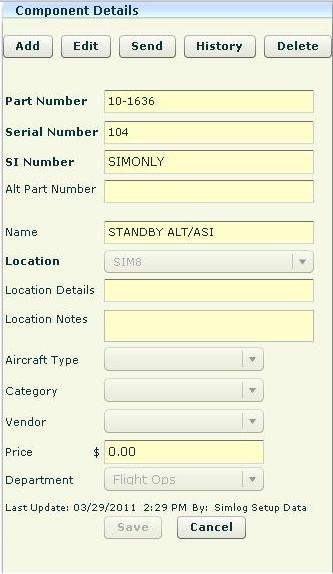 Component Details
Add Edit Send History Delete
Part Number 10-1636
Serial Number 104
SI Number SIMONLY
Alt Part Number
Name STANDBY ALT/ASI
Location SIM8
Location Details
Location Notes
Aircraft Type
Category
Vendor
Price $ 0.00
Department Flight Ops
Last Update: 03/29/2011 2:29 PM By: Simlog Setup Data
Save Cancel